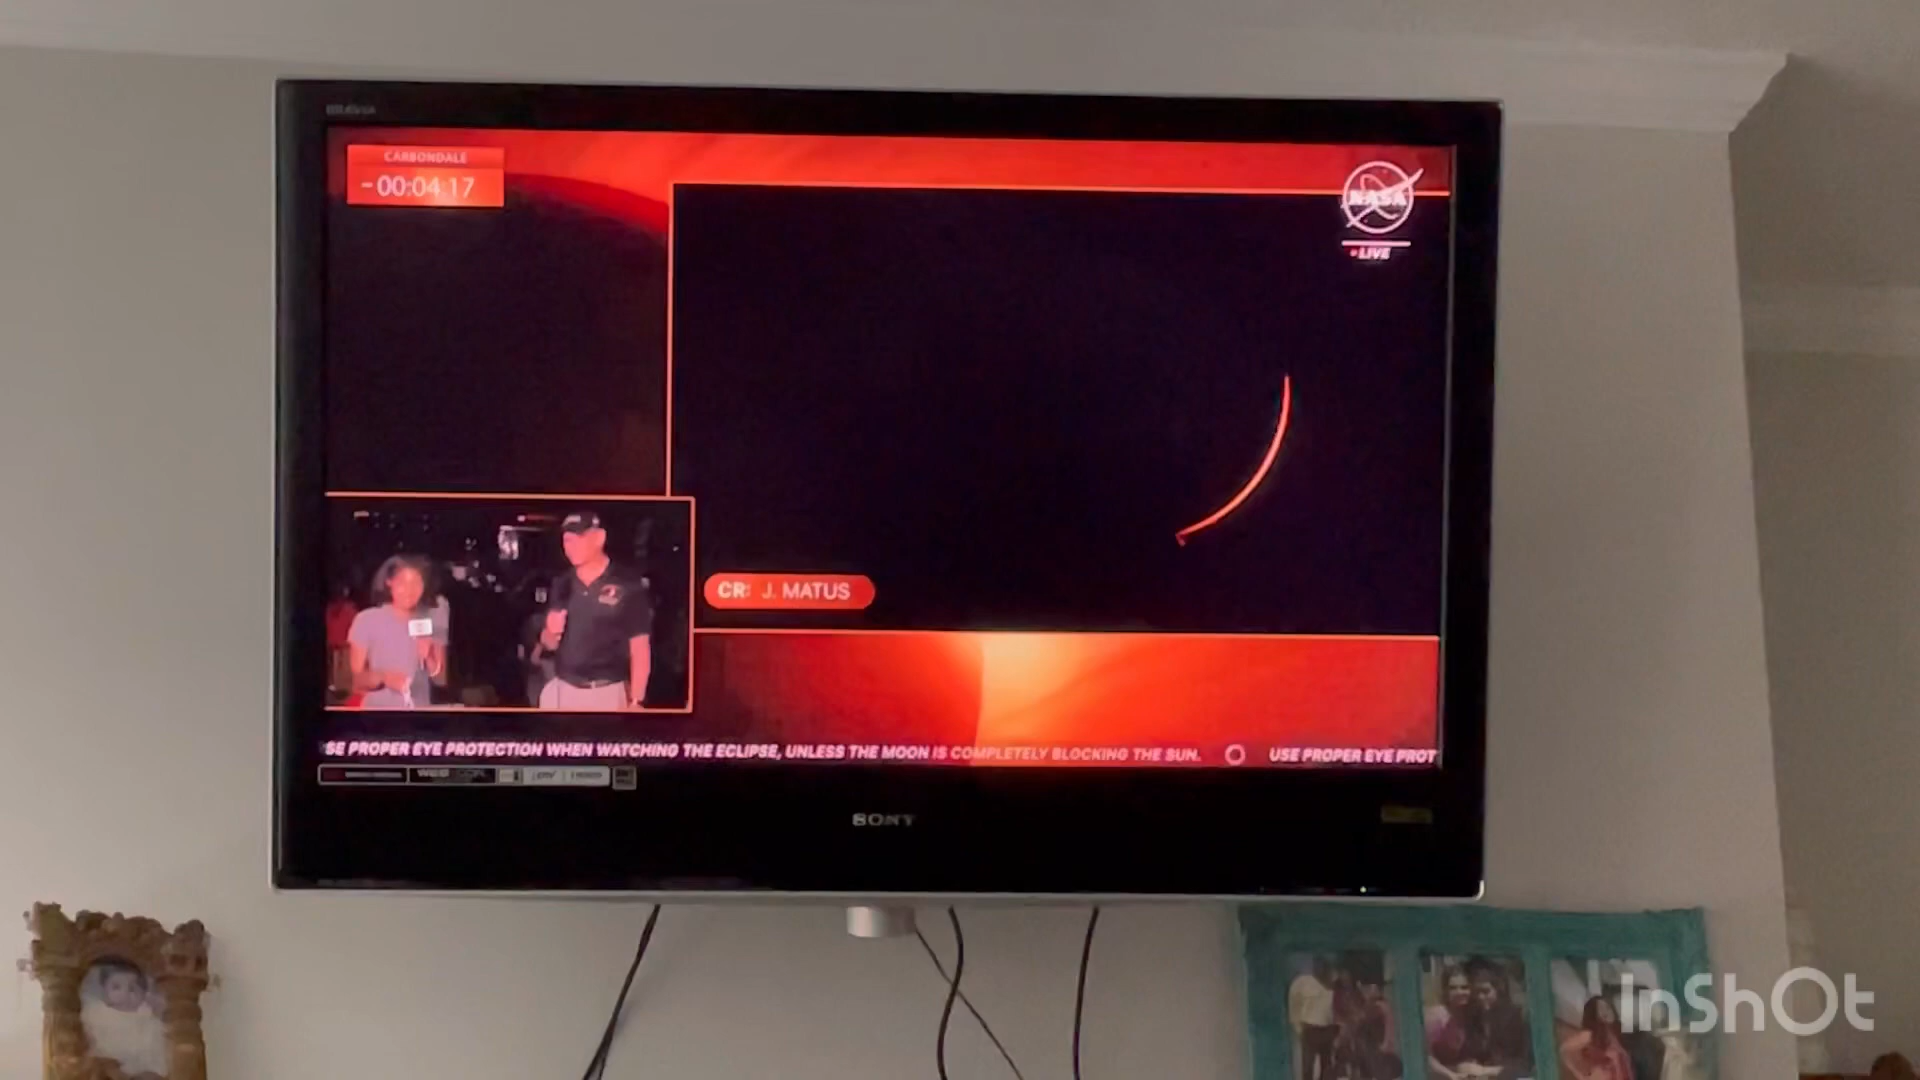 BRAVIA
CARBONDALE
-00:04:17
NASA
LIVE
CR: J. MATUS
SE PROPER EYE PROTECTION WHEN WATCHING THE ECLIPSE, UNLESS THE MOON IS COMPLETELY BLOCKING THE SUN. USE PROPER EYE PROT
SONY
InShOt